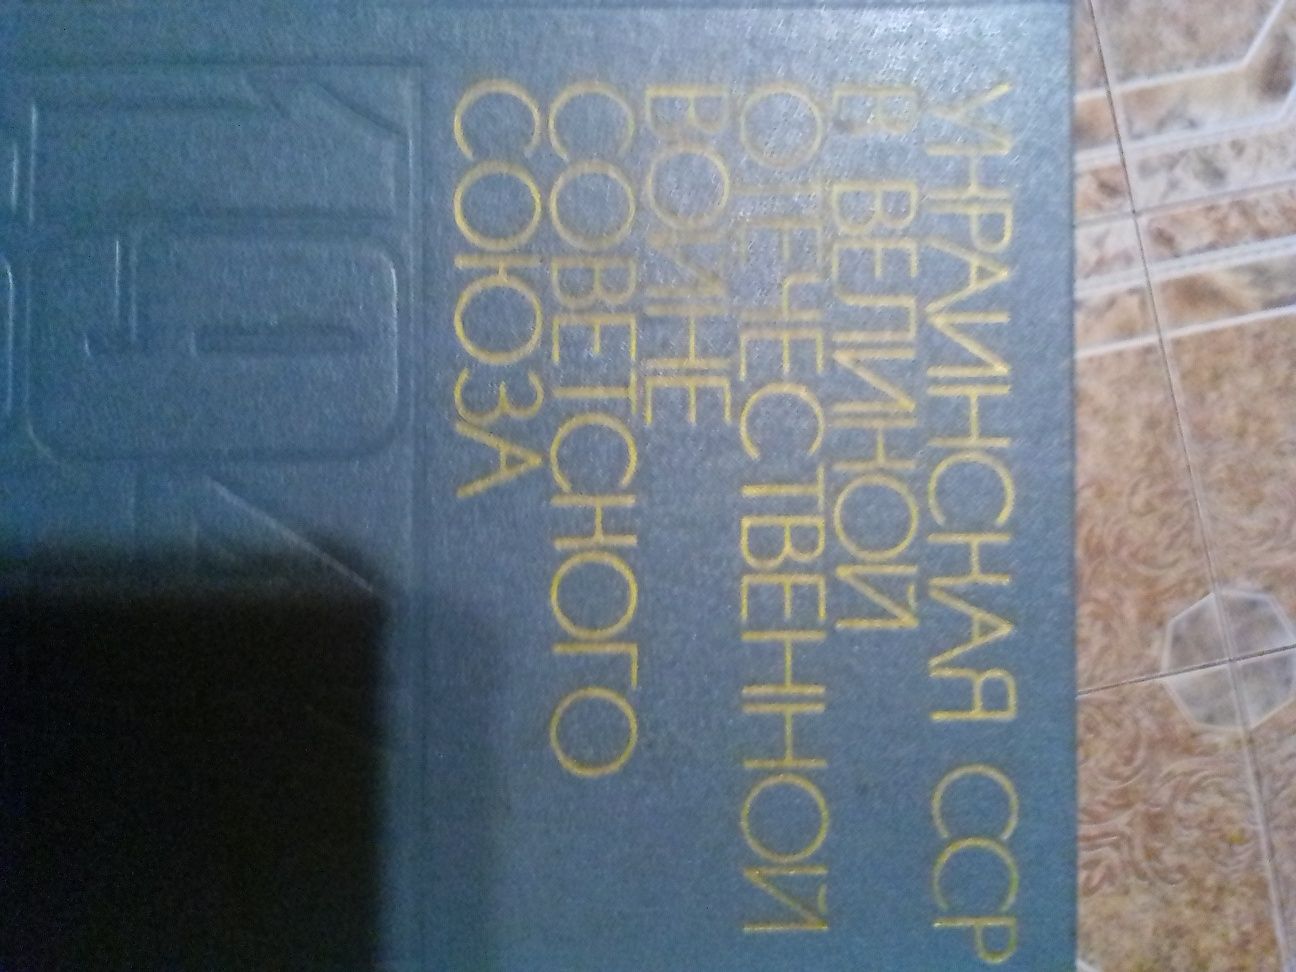 УКРАИНСКАЯ ССР
В ВЕЛИКОЙ
ОТЕЧЕСТВЕННОЙ
ВОЙНЕ
СОВЕТСКОГО
СОЮЗА